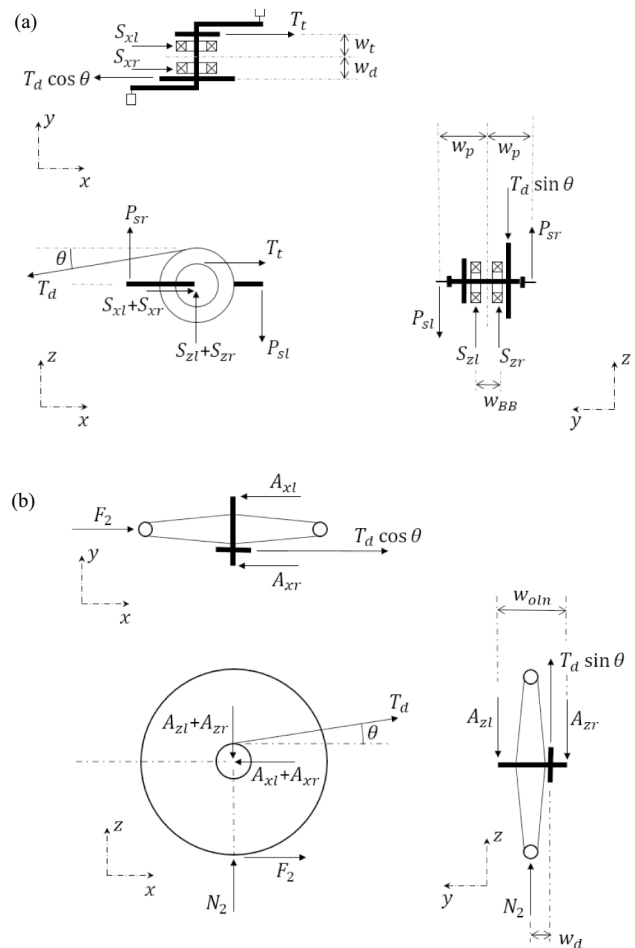 (a)
T_t
S_xl
w_t
S_xr
w_d
T_d cos θ
y
x
w_p w_p
T_d sin θ
P_sr
P_sr
θ
T_t
T_d
S_xl+S_xr
S_zl+S_zr
P_sl
P_sl
S_zl S_zr
w_BB
z
x
z
y
(b)
A_xl
F_2
T_d cos θ
y
A_xr
x
w_oln
T_d sin θ
T_d
A_zl+A_zr
θ
A_zl
A_zr
A_xl+A_xr
z
x
F_2
N_2
z
y
N_2
w_d